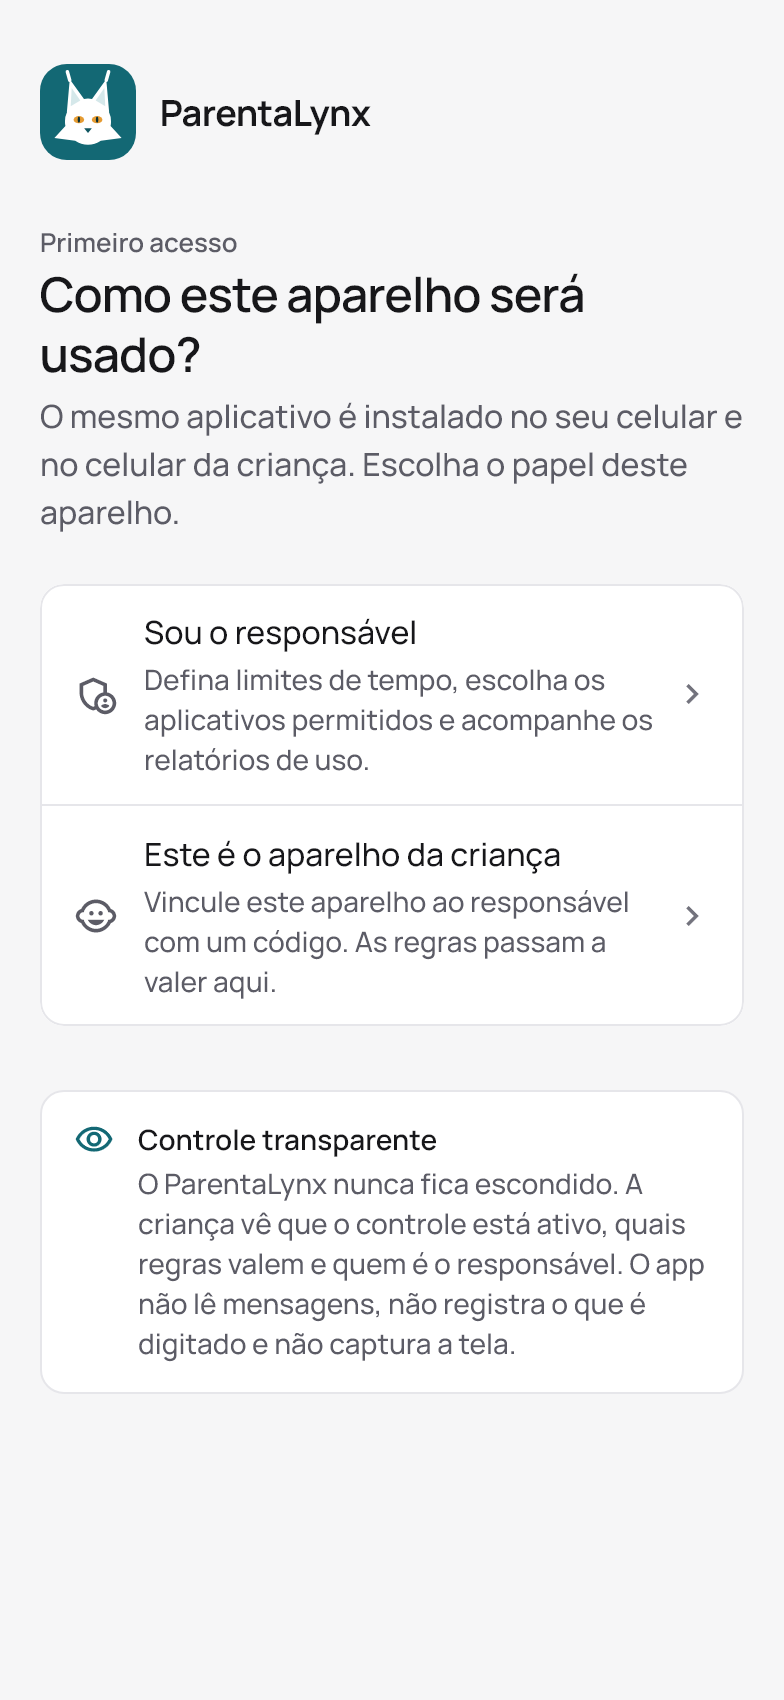 ParentaLynx
Primeiro acesso
Como este aparelho será
usado?
O mesmo aplicativo é instalado no seu celular e
no celular da criança. Escolha o papel deste
aparelho.
Sou o responsável
Defina limites de tempo, escolha os
aplicativos permitidos e acompanhe os
relatórios de uso.
Este é o aparelho da criança
Vincule este aparelho ao responsável
com um código. As regras passam a
valer aqui.
Controle transparente
O ParentaLynx nunca fica escondido. A
criança vê que o controle está ativo, quais
regras valem e quem é o responsável. O app
não lê mensagens, não registra o que é
digitado e não captura a tela.